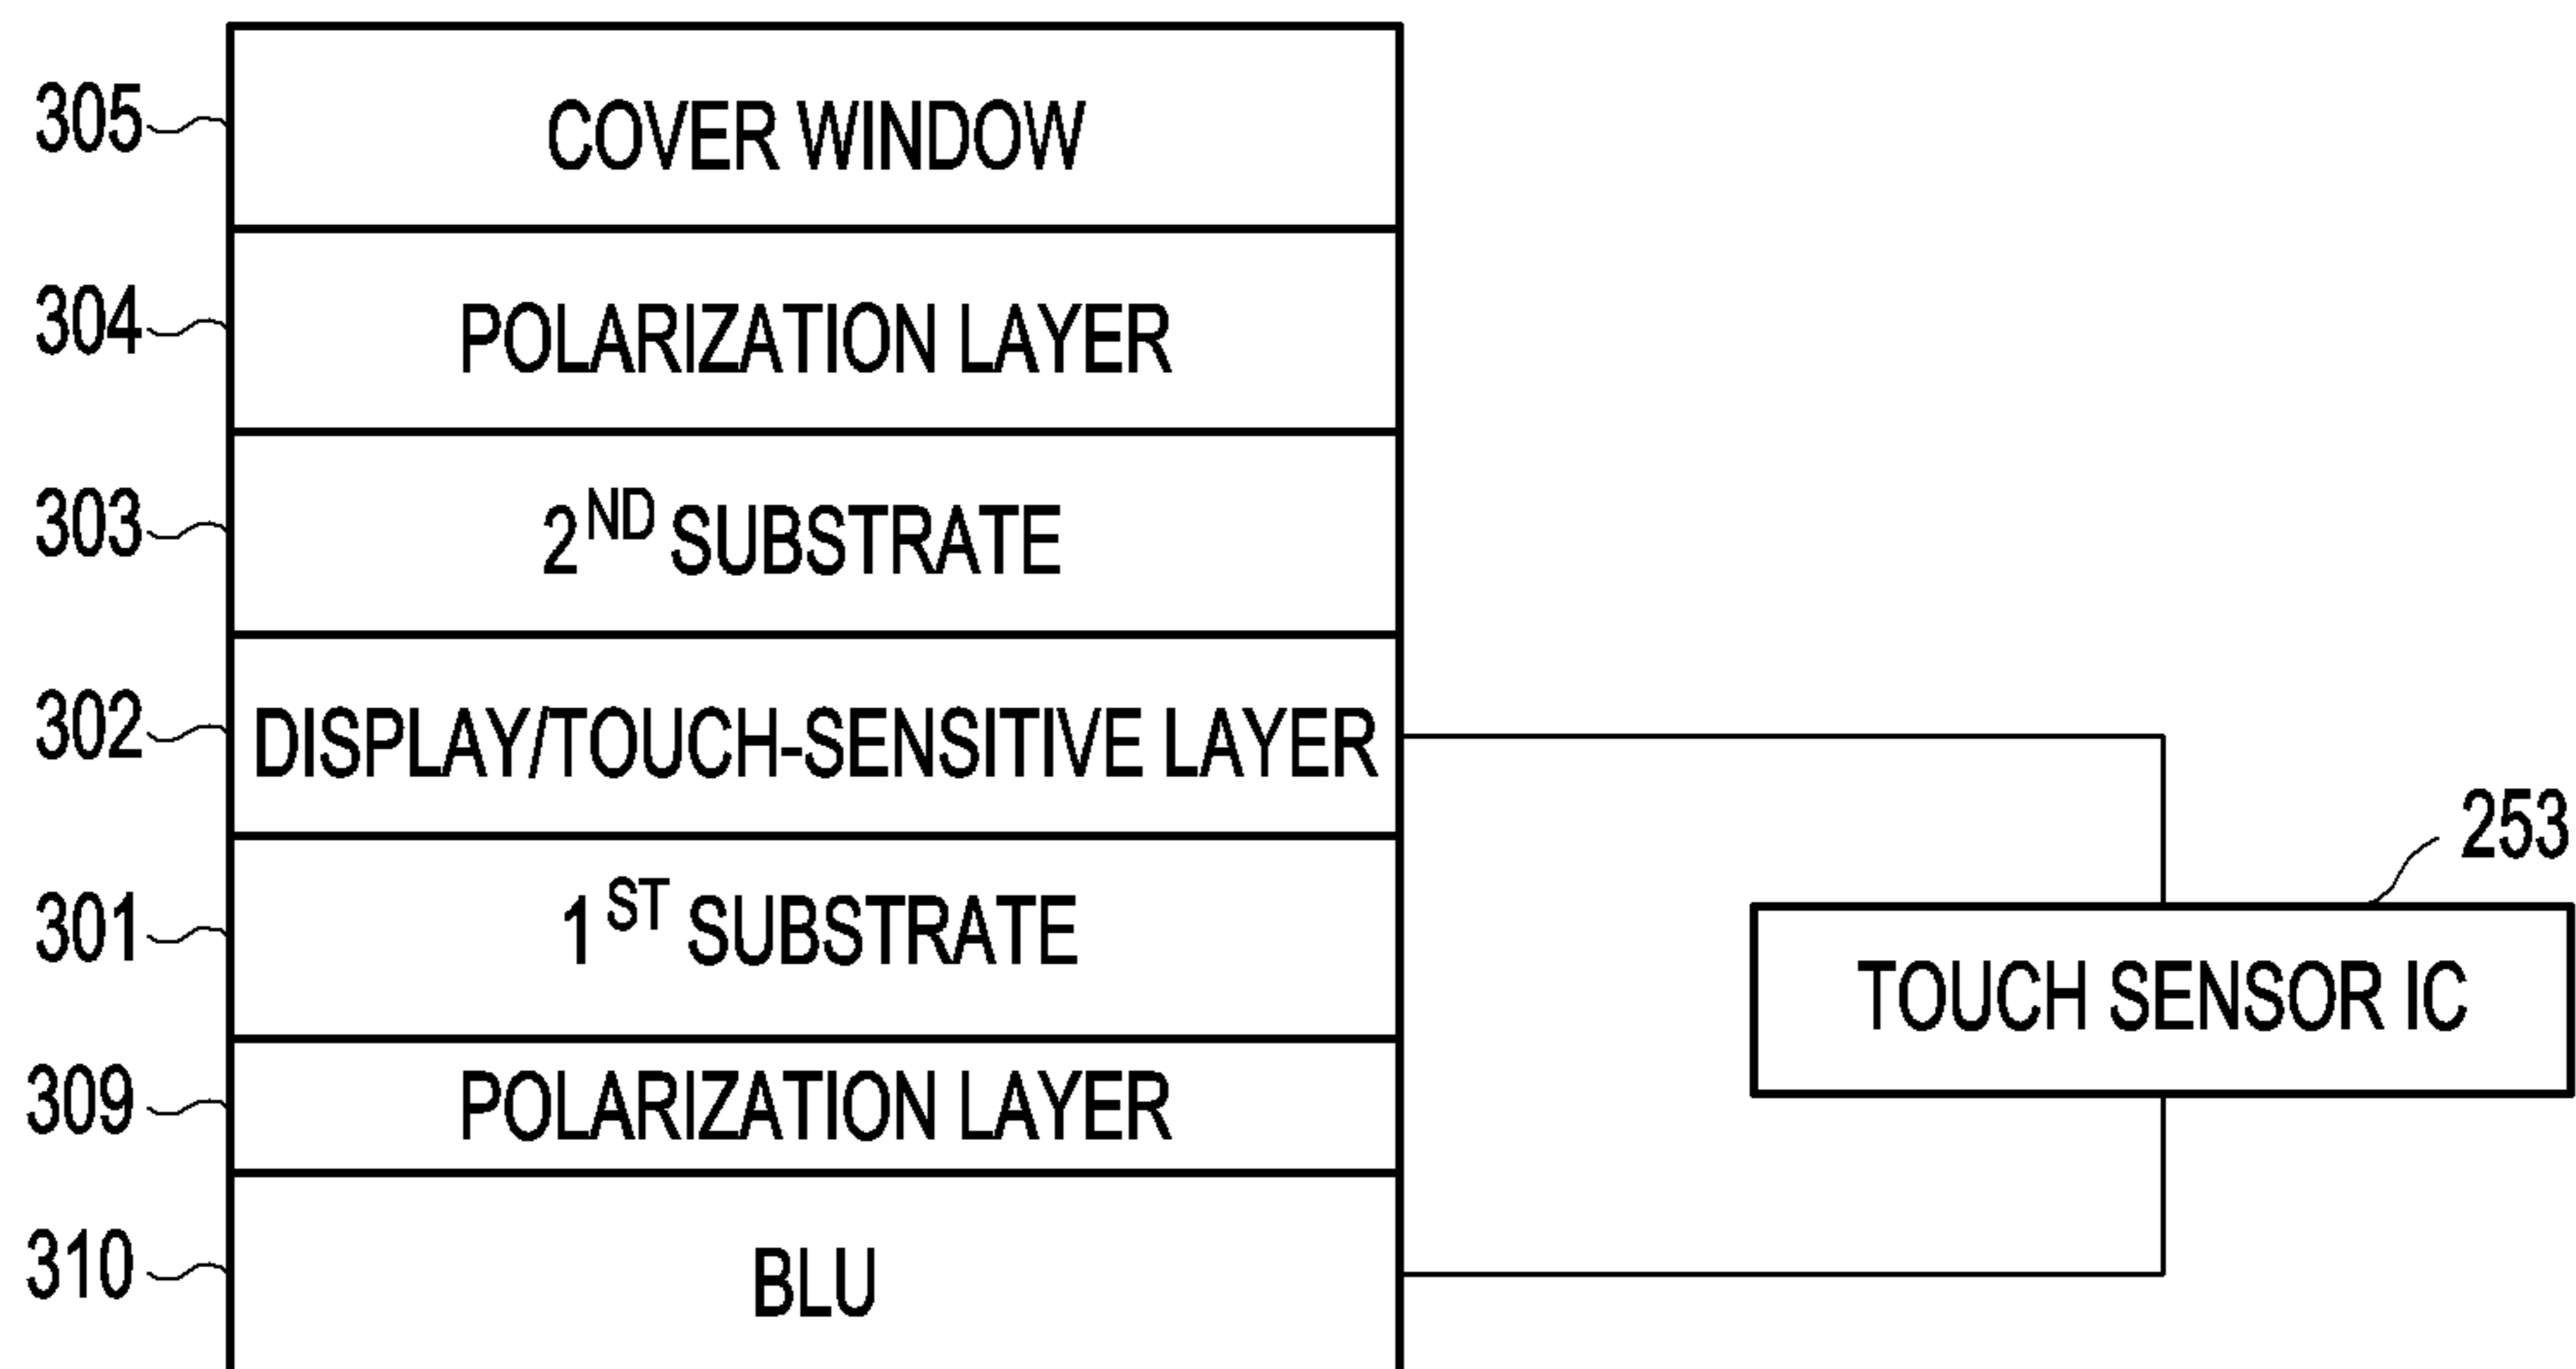 305 COVER WINDOW
304 POLARIZATION LAYER
303 2ND SUBSTRATE
302 DISPLAY/TOUCH-SENSITIVE LAYER
253
301 1ST SUBSTRATE
TOUCH SENSOR IC
309 POLARIZATION LAYER
310 BLU